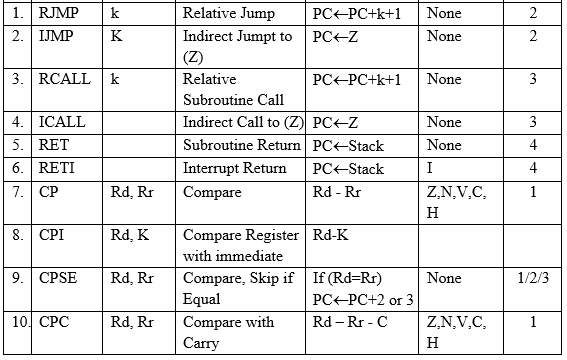 1. RJMP k Relative Jump PC←PC+k+1 None 2
2. IJMP K Indirect Jumpt to PC←Z None 2
(Z)
3. RCALL k Relative PC←PC+k+1 None 3
Subroutine Call
4. ICALL Indirect Call to (Z) PC←Z None 3
5. RET Subroutine Return PC←Stack None 4
6. RETI Interrupt Return PC←Stack I 4
7. CP Rd, Rr Compare Rd - Rr Z,N,V,C, 1
H
8. CPI Rd, K Compare Register Rd-K
with immediate
9. CPSE Rd, Rr Compare, Skip if If (Rd=Rr) None 1/2/3
Equal PC←PC+2 or 3
10. CPC Rd, Rr Compare with Rd – Rr - C Z,N,V,C, 1
Carry H